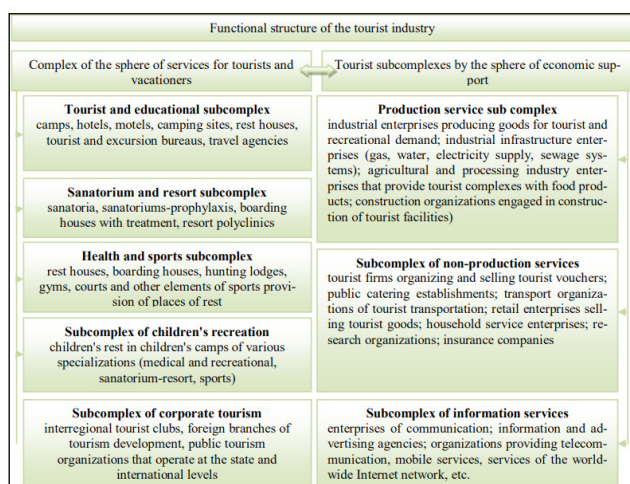 Functional structure of the tourist industry
Complex of the sphere of services for tourists and
vacationers
Tourist subcomplexes by the sphere of economic sup-
port
Tourist and educational subcomplex
camps, hotels, motels, camping sites, rest houses,
tourist and excursion bureaus, travel agencies
Sanatorium and resort subcomplex
sanatoria, sanatoriums-prophylaxis, boarding
houses with treatment, resort polyclinics
Health and sports subcomplex
rest houses, boarding houses, hunting lodges,
gyms, courts and other elements of sports provi-
sion of places of rest
Subcomplex of children's recreation
children's rest in children's camps of various
specializations (medical and recreational,
sanatorium-resort, sports)
Subcomplex of corporate tourism
interregional tourist clubs, foreign branches of
tourism development, public tourism
organizations that operate at the state and
international levels
Production service sub complex
industrial enterprises producing goods for tourist and
recreational demand; industrial infrastructure enter-
prises (gas, water, electricity supply, sewage sys-
tems); agricultural and processing industry enterpris-
es that provide tourist complexes with food prod-
ucts; construction organizations engaged in construc-
tion of tourist facilities)
Subcomplex of non-production services
tourist firms organizing and selling tourist vouchers;
public catering establishments; transport organiza-
tions of tourist transportation; retail enterprises sell-
ing tourist goods; household service enterprises; re-
search organizations; insurance companies
Subcomplex of information services
enterprises of communication; information and ad-
vertising agencies; organizations providing telecom-
munication, mobile services, services of the world-
wide Internet network, etc.